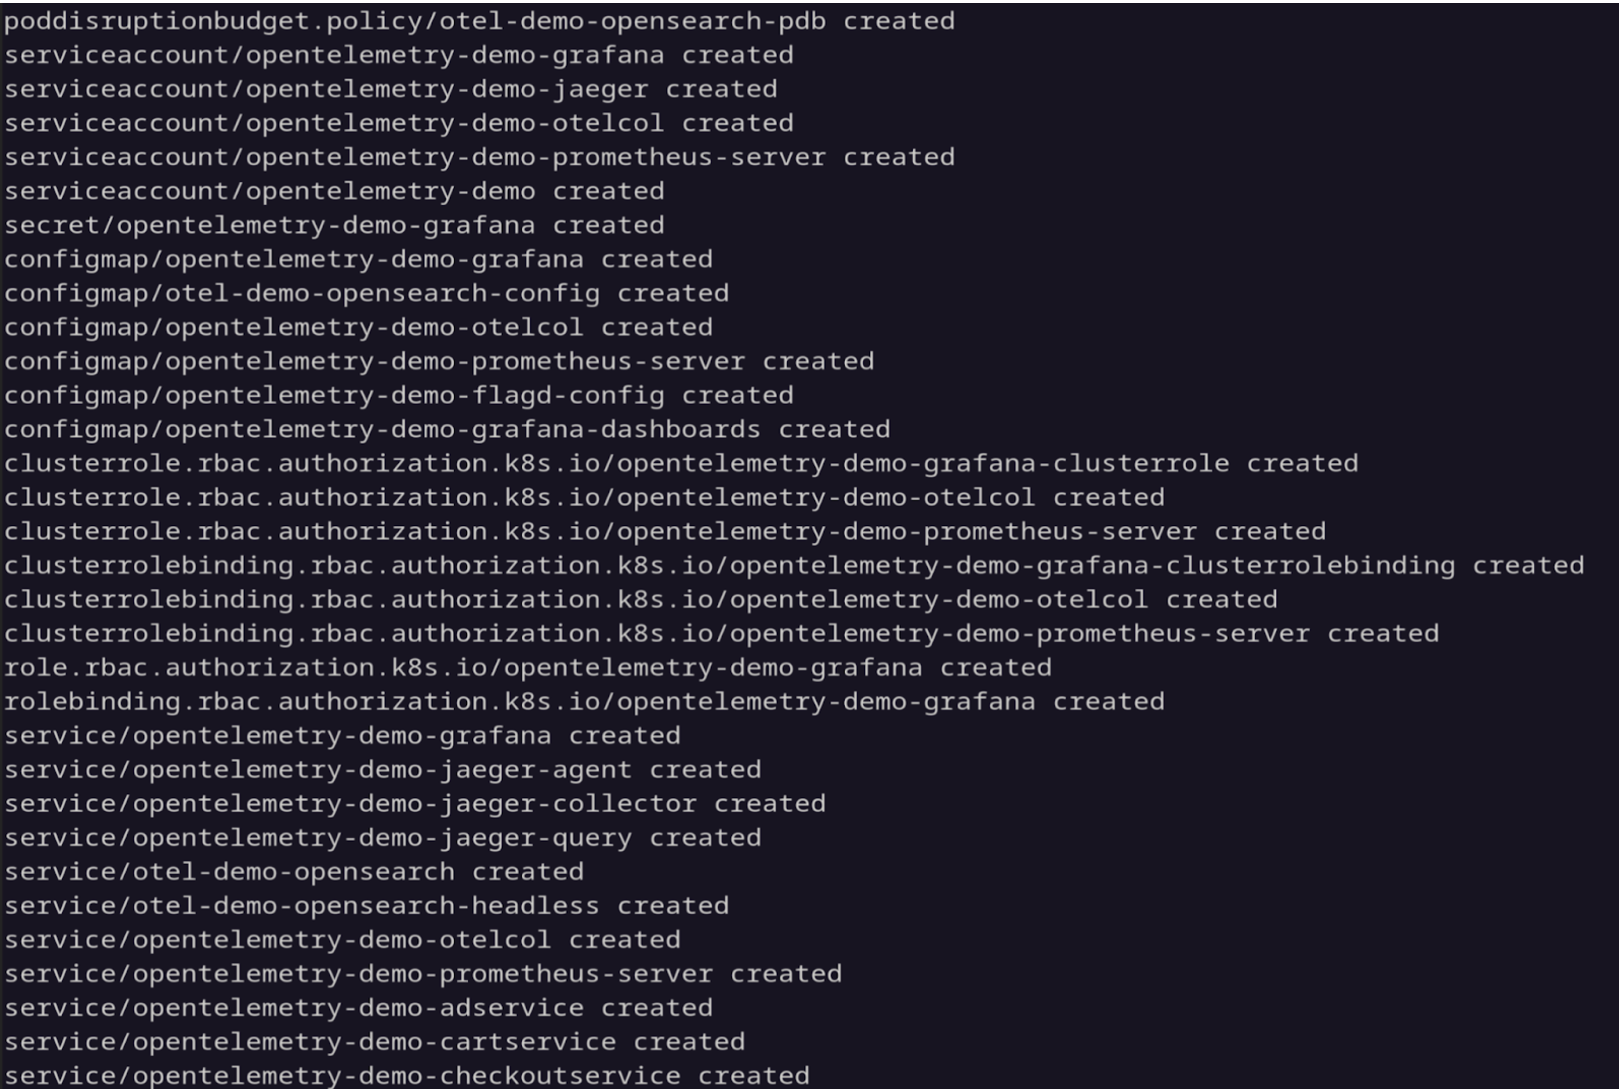 poddisruptionbudget.policy/otel-demo-opensearch-pdb created
serviceaccount/opentelemetry-demo-grafana created
serviceaccount/opentelemetry-demo-jaeger created
serviceaccount/opentelemetry-demo-otelcol created
serviceaccount/opentelemetry-demo-prometheus-server created
serviceaccount/opentelemetry-demo created
secret/opentelemetry-demo-grafana created
configmap/opentelemetry-demo-grafana created
configmap/otel-demo-opensearch-config created
configmap/opentelemetry-demo-otelcol created
configmap/opentelemetry-demo-prometheus-server created
configmap/opentelemetry-demo-flagd-config created
configmap/opentelemetry-demo-grafana-dashboards created
clusterrole.rbac.authorization.k8s.io/opentelemetry-demo-grafana-clusterrole created
clusterrole.rbac.authorization.k8s.io/opentelemetry-demo-otelcol created
clusterrole.rbac.authorization.k8s.io/opentelemetry-demo-prometheus-server created
clusterrolebinding.rbac.authorization.k8s.io/opentelemetry-demo-grafana-clusterrolebinding created
clusterrolebinding.rbac.authorization.k8s.io/opentelemetry-demo-otelcol created
clusterrolebinding.rbac.authorization.k8s.io/opentelemetry-demo-prometheus-server created
role.rbac.authorization.k8s.io/opentelemetry-demo-grafana created
rolebinding.rbac.authorization.k8s.io/opentelemetry-demo-grafana created
service/opentelemetry-demo-grafana created
service/opentelemetry-demo-jaeger-agent created
service/opentelemetry-demo-jaeger-collector created
service/opentelemetry-demo-jaeger-query created
service/otel-demo-opensearch created
service/otel-demo-opensearch-headless created
service/opentelemetry-demo-otelcol created
service/opentelemetry-demo-prometheus-server created
service/opentelemetry-demo-adservice created
service/opentelemetry-demo-cartservice created
service/opentelemetry-demo-checkoutservice created